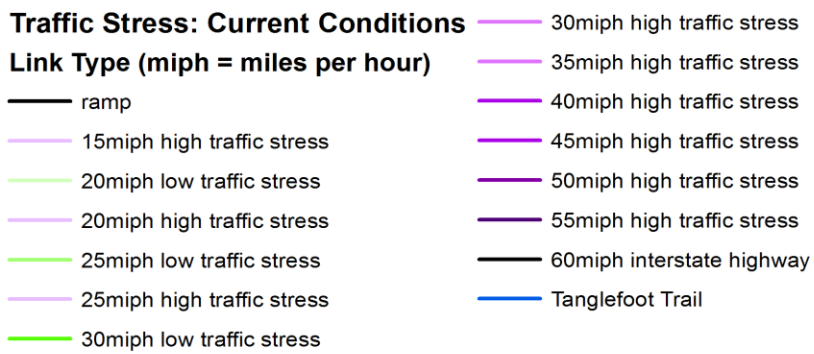 Traffic Stress: Current Conditions
Link Type (miph = miles per hour)
ramp
15miph high traffic stress
20miph low traffic stress
20miph high traffic stress
25miph low traffic stress
25miph high traffic stress
30miph low traffic stress
30miph high traffic stress
35miph high traffic stress
40miph high traffic stress
45miph high traffic stress
50miph high traffic stress
55miph high traffic stress
60miph interstate highway
Tanglefoot Trail